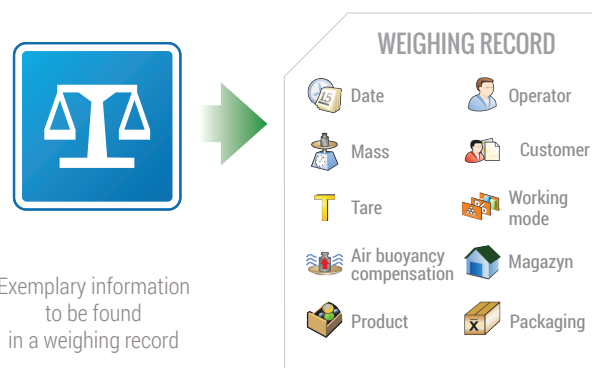 WEIGHING RECORD
Date
Operator
Mass
Customer
Tare
Working
mode
Air buoyancy
compensation
Magazyn
Product
Packaging
Exemplary information
to be found
in a weighing record